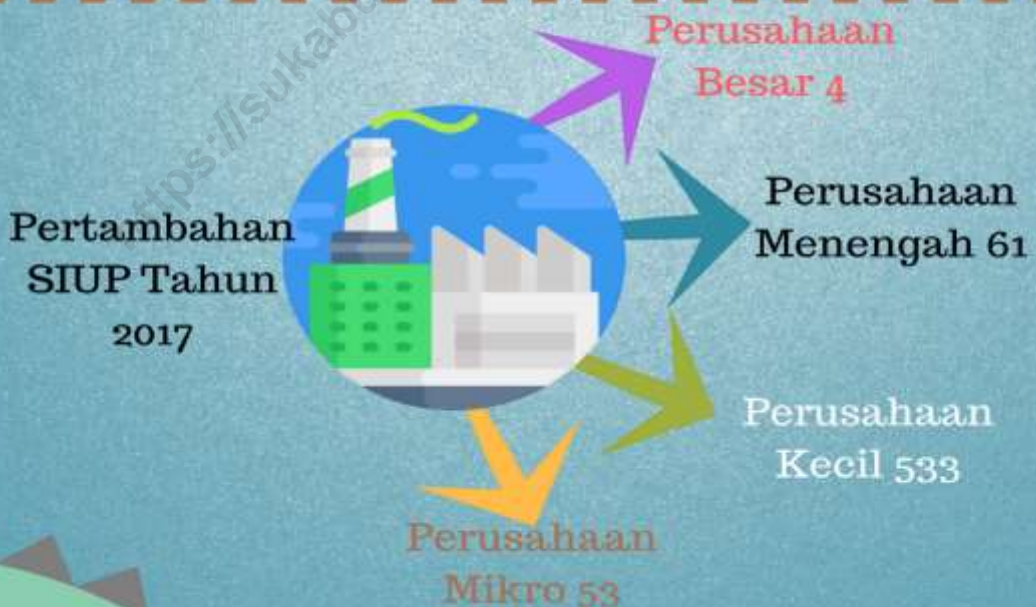 Perusahaan
Besar 4
Perusahaan
Menengah 61
Pertambahan
SIUP Tahun
2017
Perusahaan
Kecil 533
Perusahaan
Mikro 53